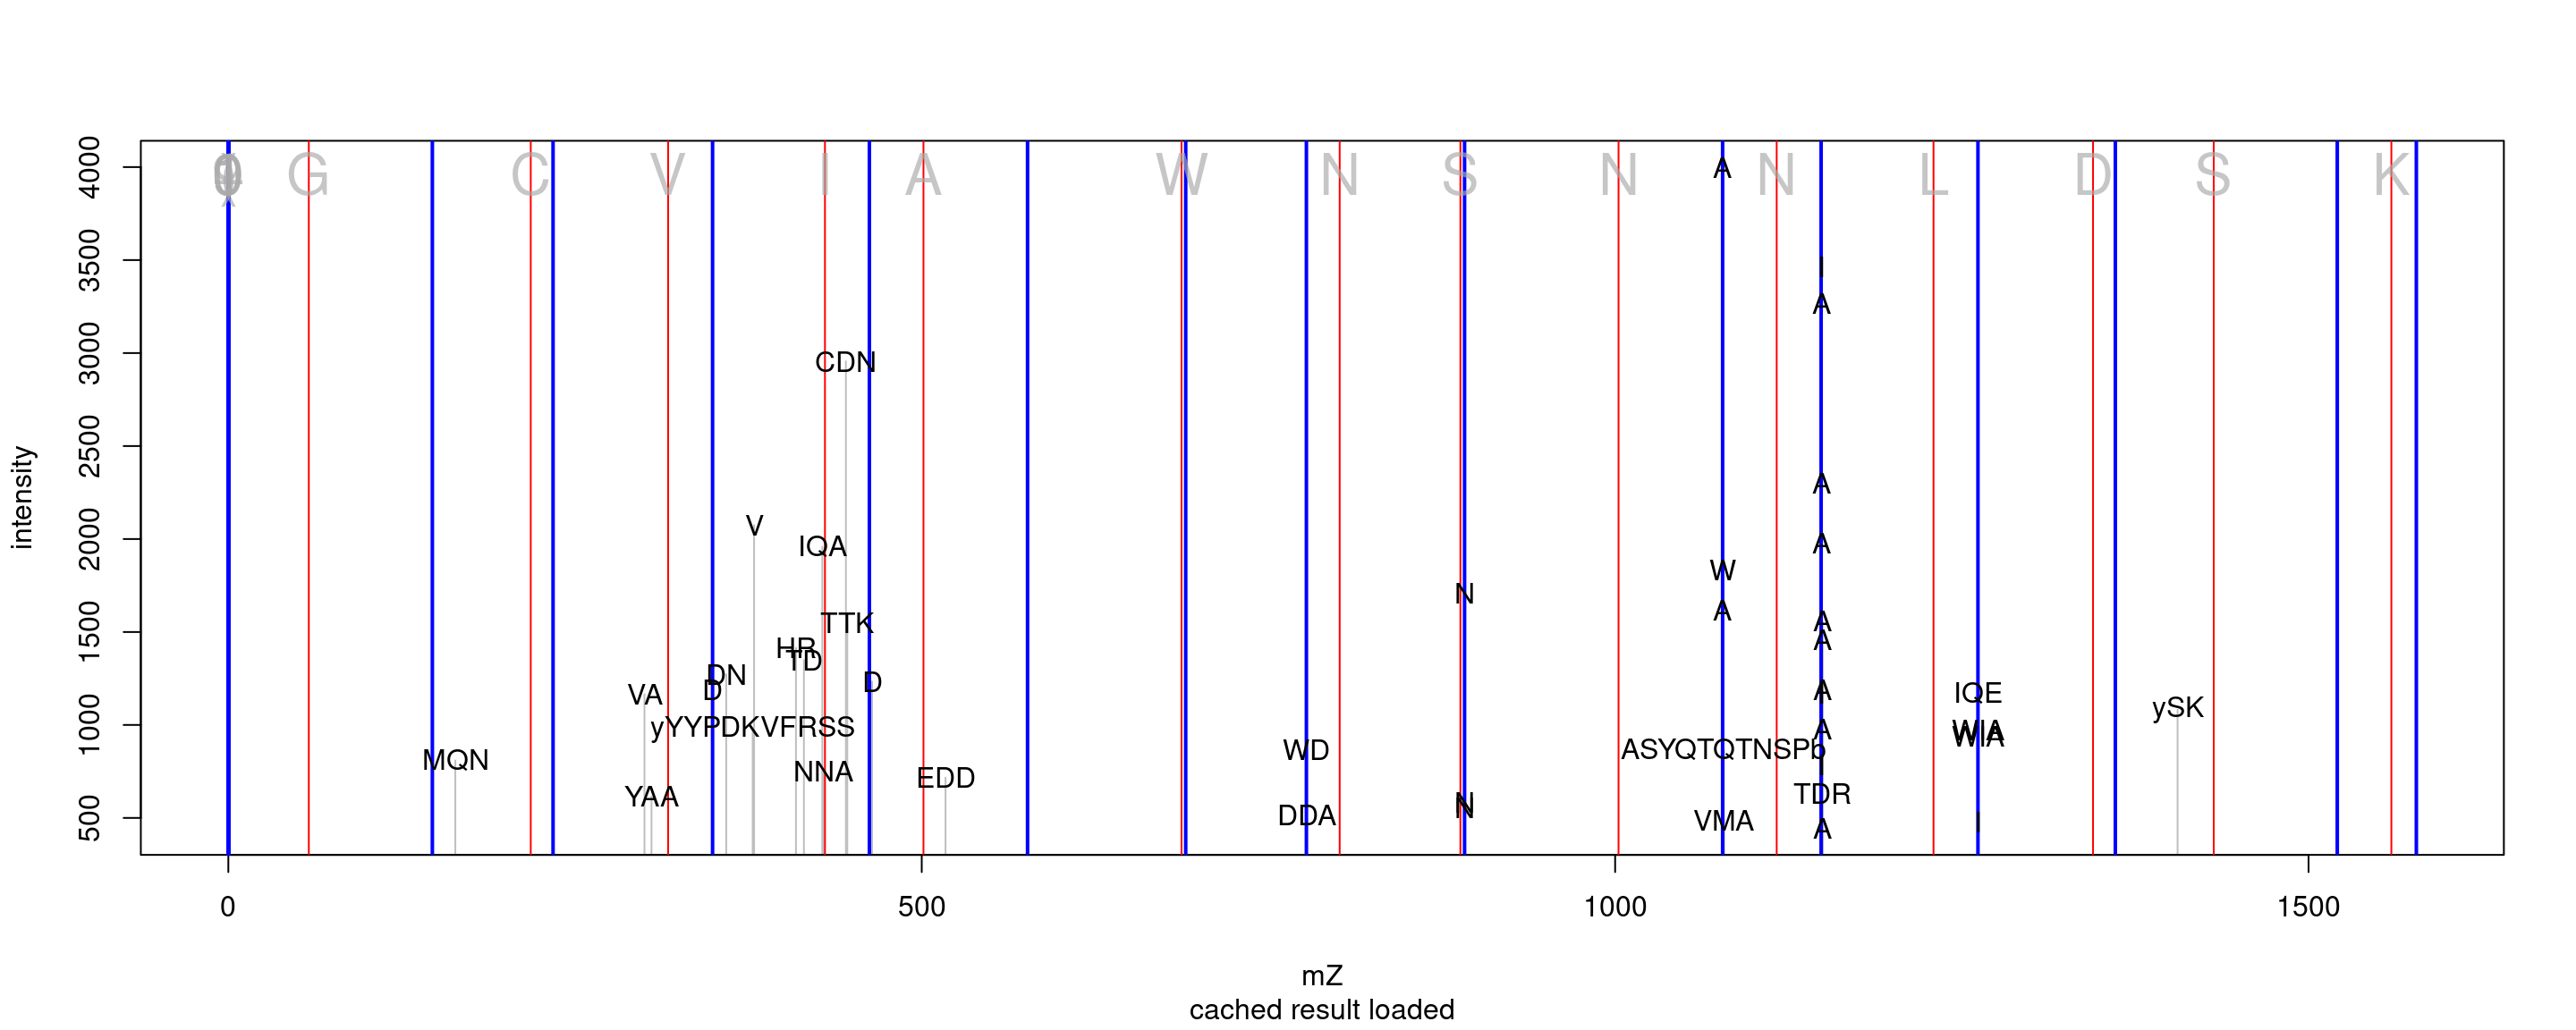 G C V I A W N S N N L D S K
4000
3500
3000
2500
2000
1500
1000
500
intensity
A
I
A
CDN
A
V
IQA
A
W
N
A
TTK
A
A
HR
TD
DN
D
D
VA
A
IQE
ySK
yYYPDKVFRSS
A
WIA
WD
ASYQTQTNSPb
I
MQN
NNA
EDD
YAA
TDR
N
N
DDA
VMA
A
I
0 500 1000 1500
mZ
cached result loaded